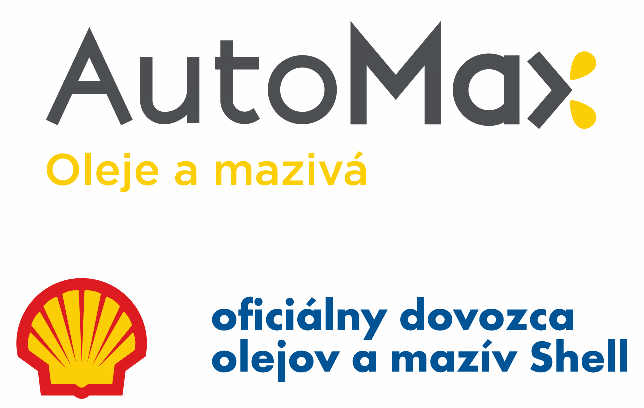 AutoMax
Oleje a mazivá
oficiálny dovozca
olejov a mazív Shell